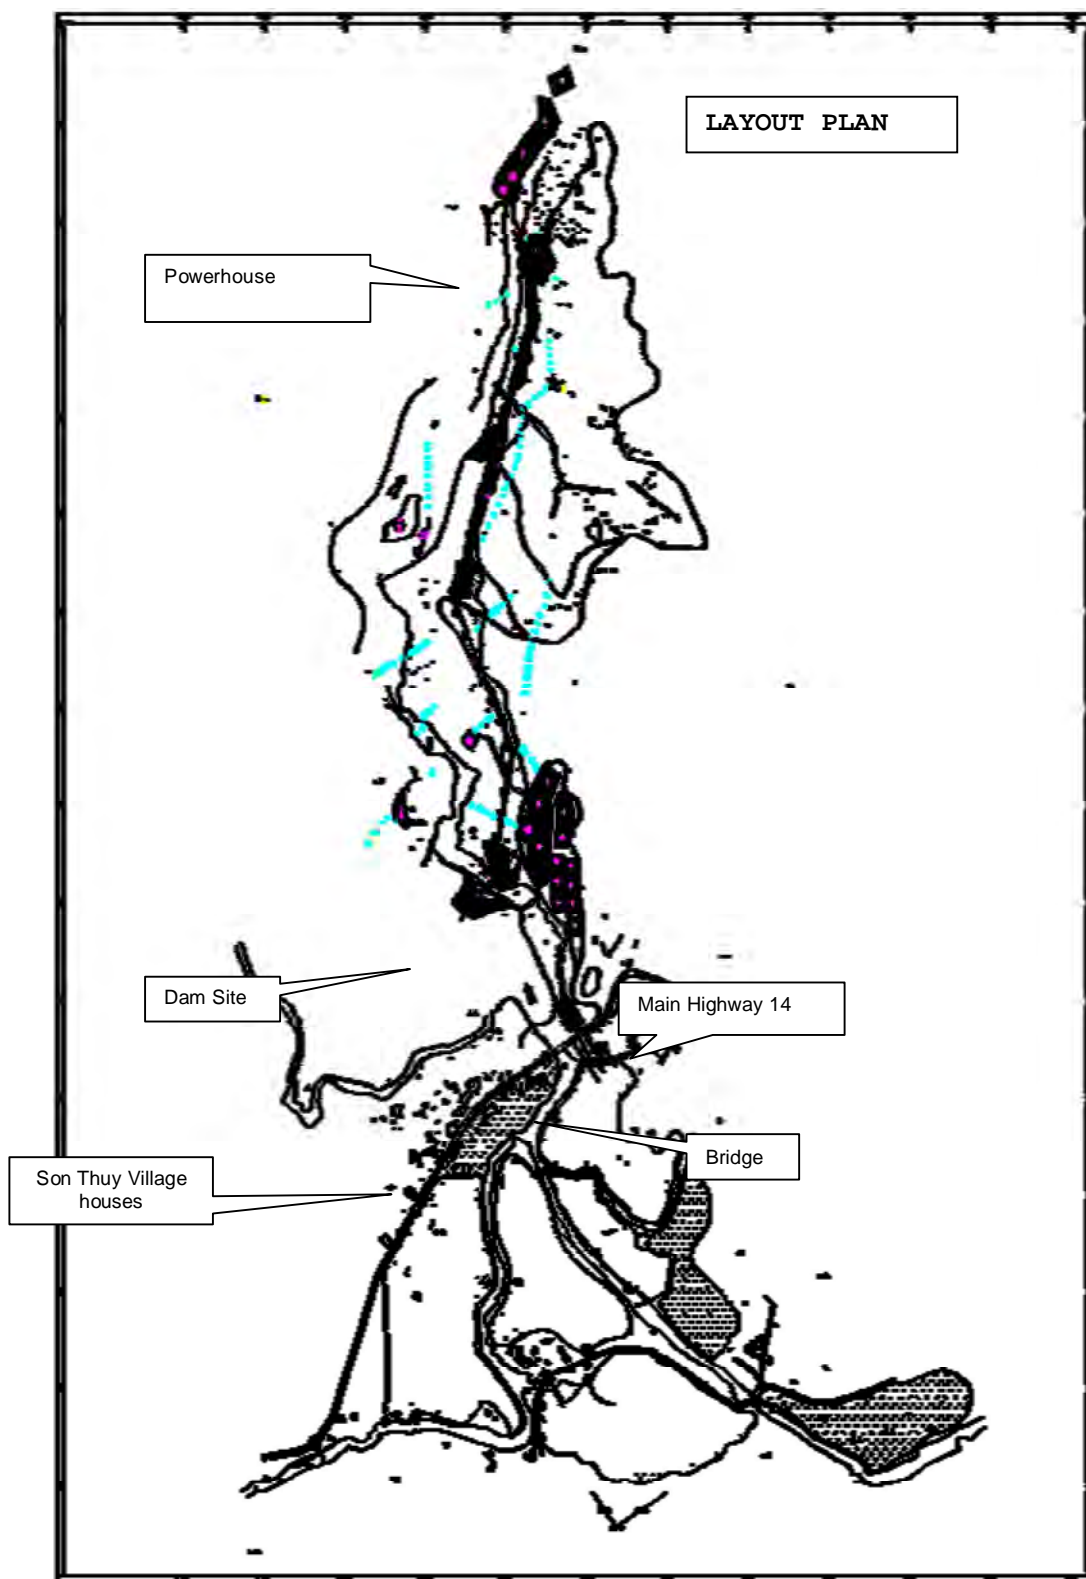 LAYOUT PLAN
Powerhouse
Dam Site
Main Highway 14
Bridge
Son Thuy Village
houses